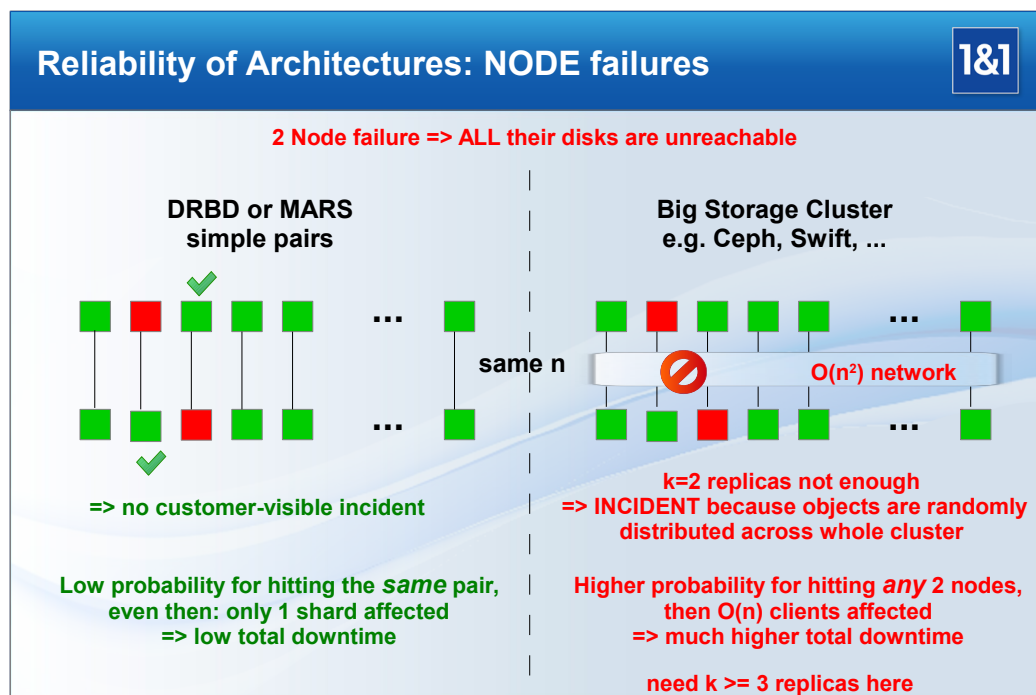 Reliability of Architectures: NODE failures
1&1
2 Node failure => ALL their disks are unreachable
DRBD or MARS
simple pairs
...
same n
...
=> no customer-visible incident
Low probability for hitting the same pair,
even then: only 1 shard affected
=> low total downtime
Big Storage Cluster
e.g. Ceph, Swift, ...
...
O(n²) network
...
k=2 replicas not enough
=> INCIDENT because objects are randomly
distributed across whole cluster
Higher probability for hitting any 2 nodes,
then O(n) clients affected
=> much higher total downtime
need k >= 3 replicas here